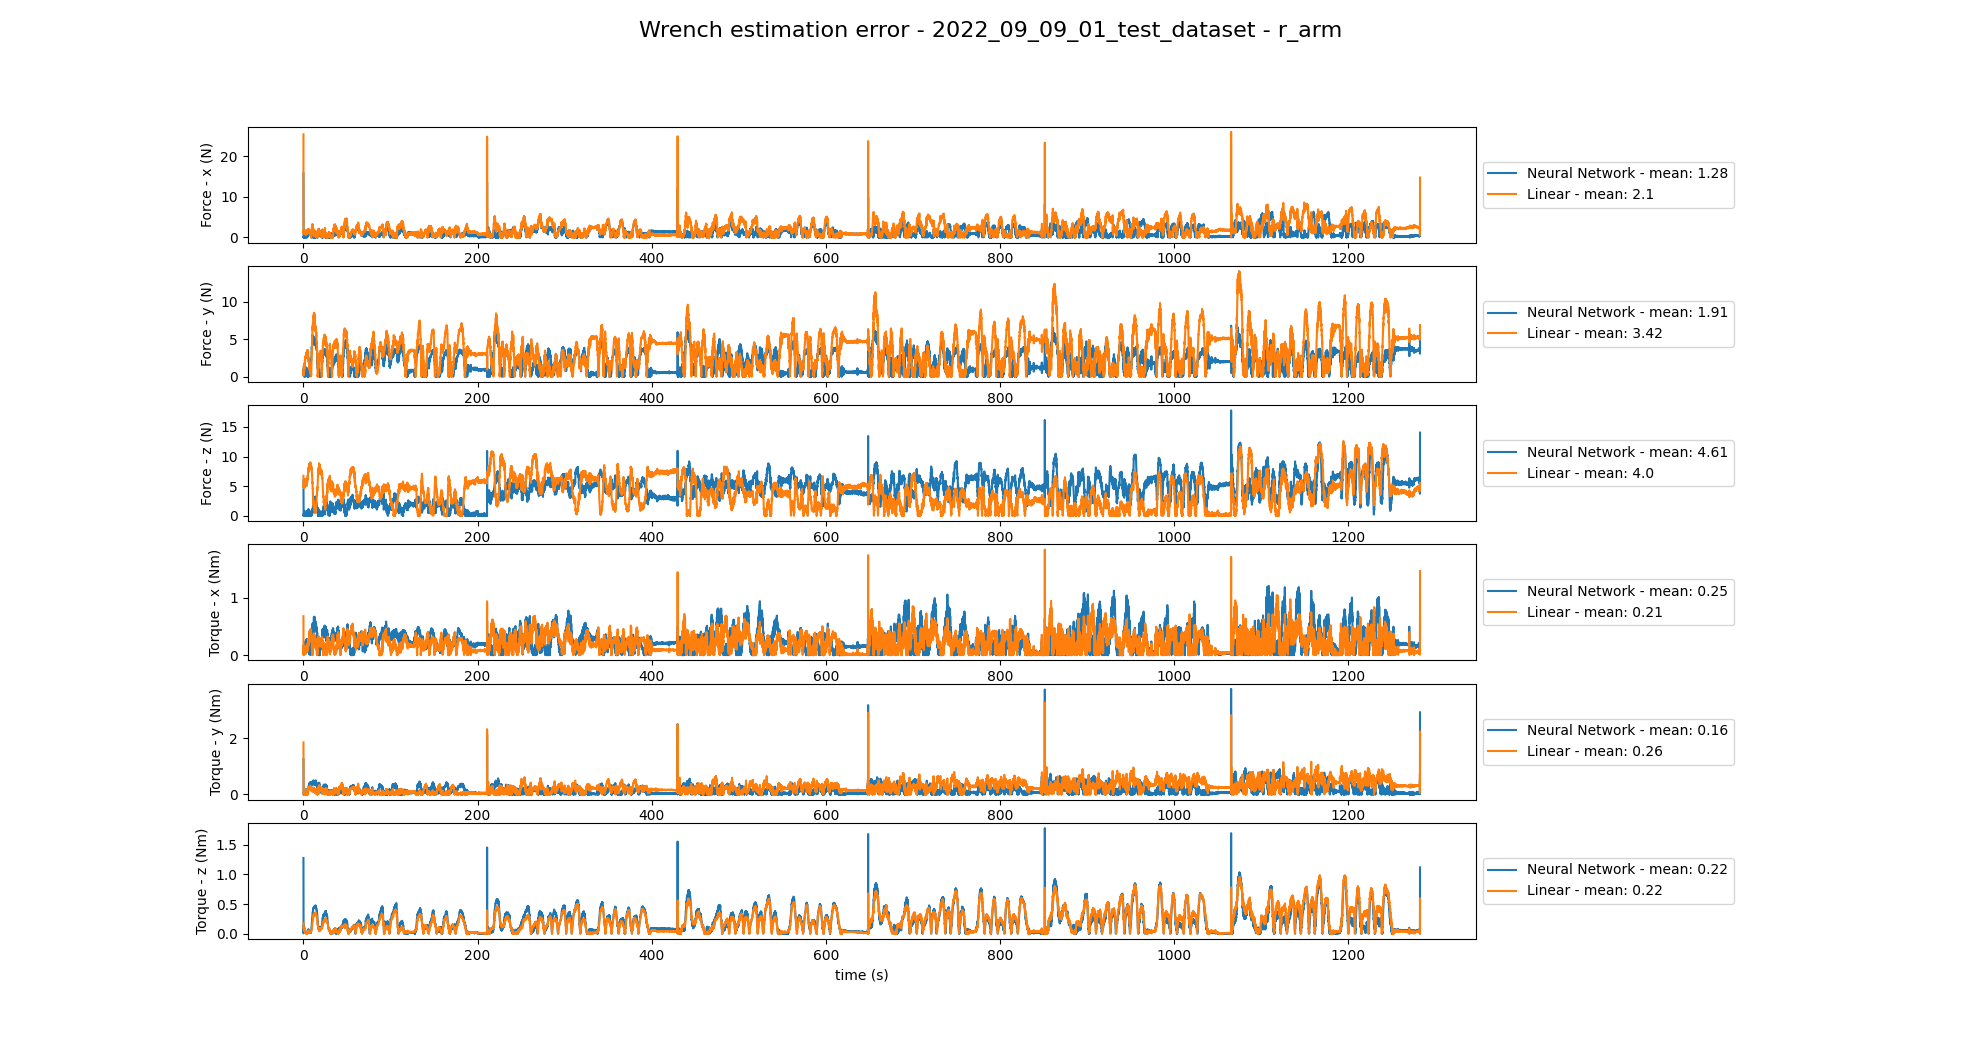 Wrench estimation error - 2022_09_09_01_test_dataset - r_arm
Force - x (N)
20
10
0
0 200 400 600 800 1000 1200
Neural Network - mean: 1.28
Linear - mean: 2.1
Force - y (N)
10
5
0
0 200 400 600 800 1000 1200
Neural Network - mean: 1.91
Linear - mean: 3.42
Force - z (N)
15
10
5
0
0 200 400 600 800 1000 1200
Neural Network - mean: 4.61
Linear - mean: 4.0
Torque - x (Nm)
1
0
0 200 400 600 800 1000 1200
Neural Network - mean: 0.25
Linear - mean: 0.21
Torque - y (Nm)
2
0
0 200 400 600 800 1000 1200
Neural Network - mean: 0.16
Linear - mean: 0.26
Torque - z (Nm)
1.5
1.0
0.5
0.0
0 200 400 600 800 1000 1200
Neural Network - mean: 0.22
Linear - mean: 0.22
time (s)